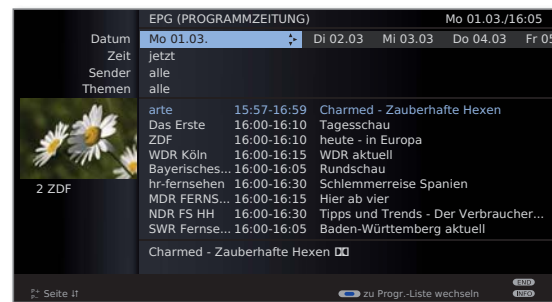 EPG (PROGRAMMZEITUNG) Mo 01.03./16:05
Datum Mo 01.03. Di 02.03 Mi 03.03 Do 04.03 Fr 05
Zeit jetzt
Sender alle
Themen alle
arte 15:57-16:59 Charmed - Zauberhafte Hexen
Das Erste 16:00-16:10 Tagesschau
ZDF 16:00-16:10 heute - in Europa
WDR Köln 16:00-16:15 WDR aktuell
Bayerisches... 16:00-16:05 Rundschau
hr-fernsehen 16:00-16:30 Schlemmerreise Spanien
MDR FERNS... 16:00-16:15 Hier ab vier
NDR FS HH 16:00-16:30 Tipps und Trends - Der Verbraucher...
SWR Fernse... 16:00-16:05 Baden-Württemberg aktuell
2 ZDF
Charmed - Zauberhafte Hexen
END
P+ P- Seite zu Progr.-Liste wechseln INFO